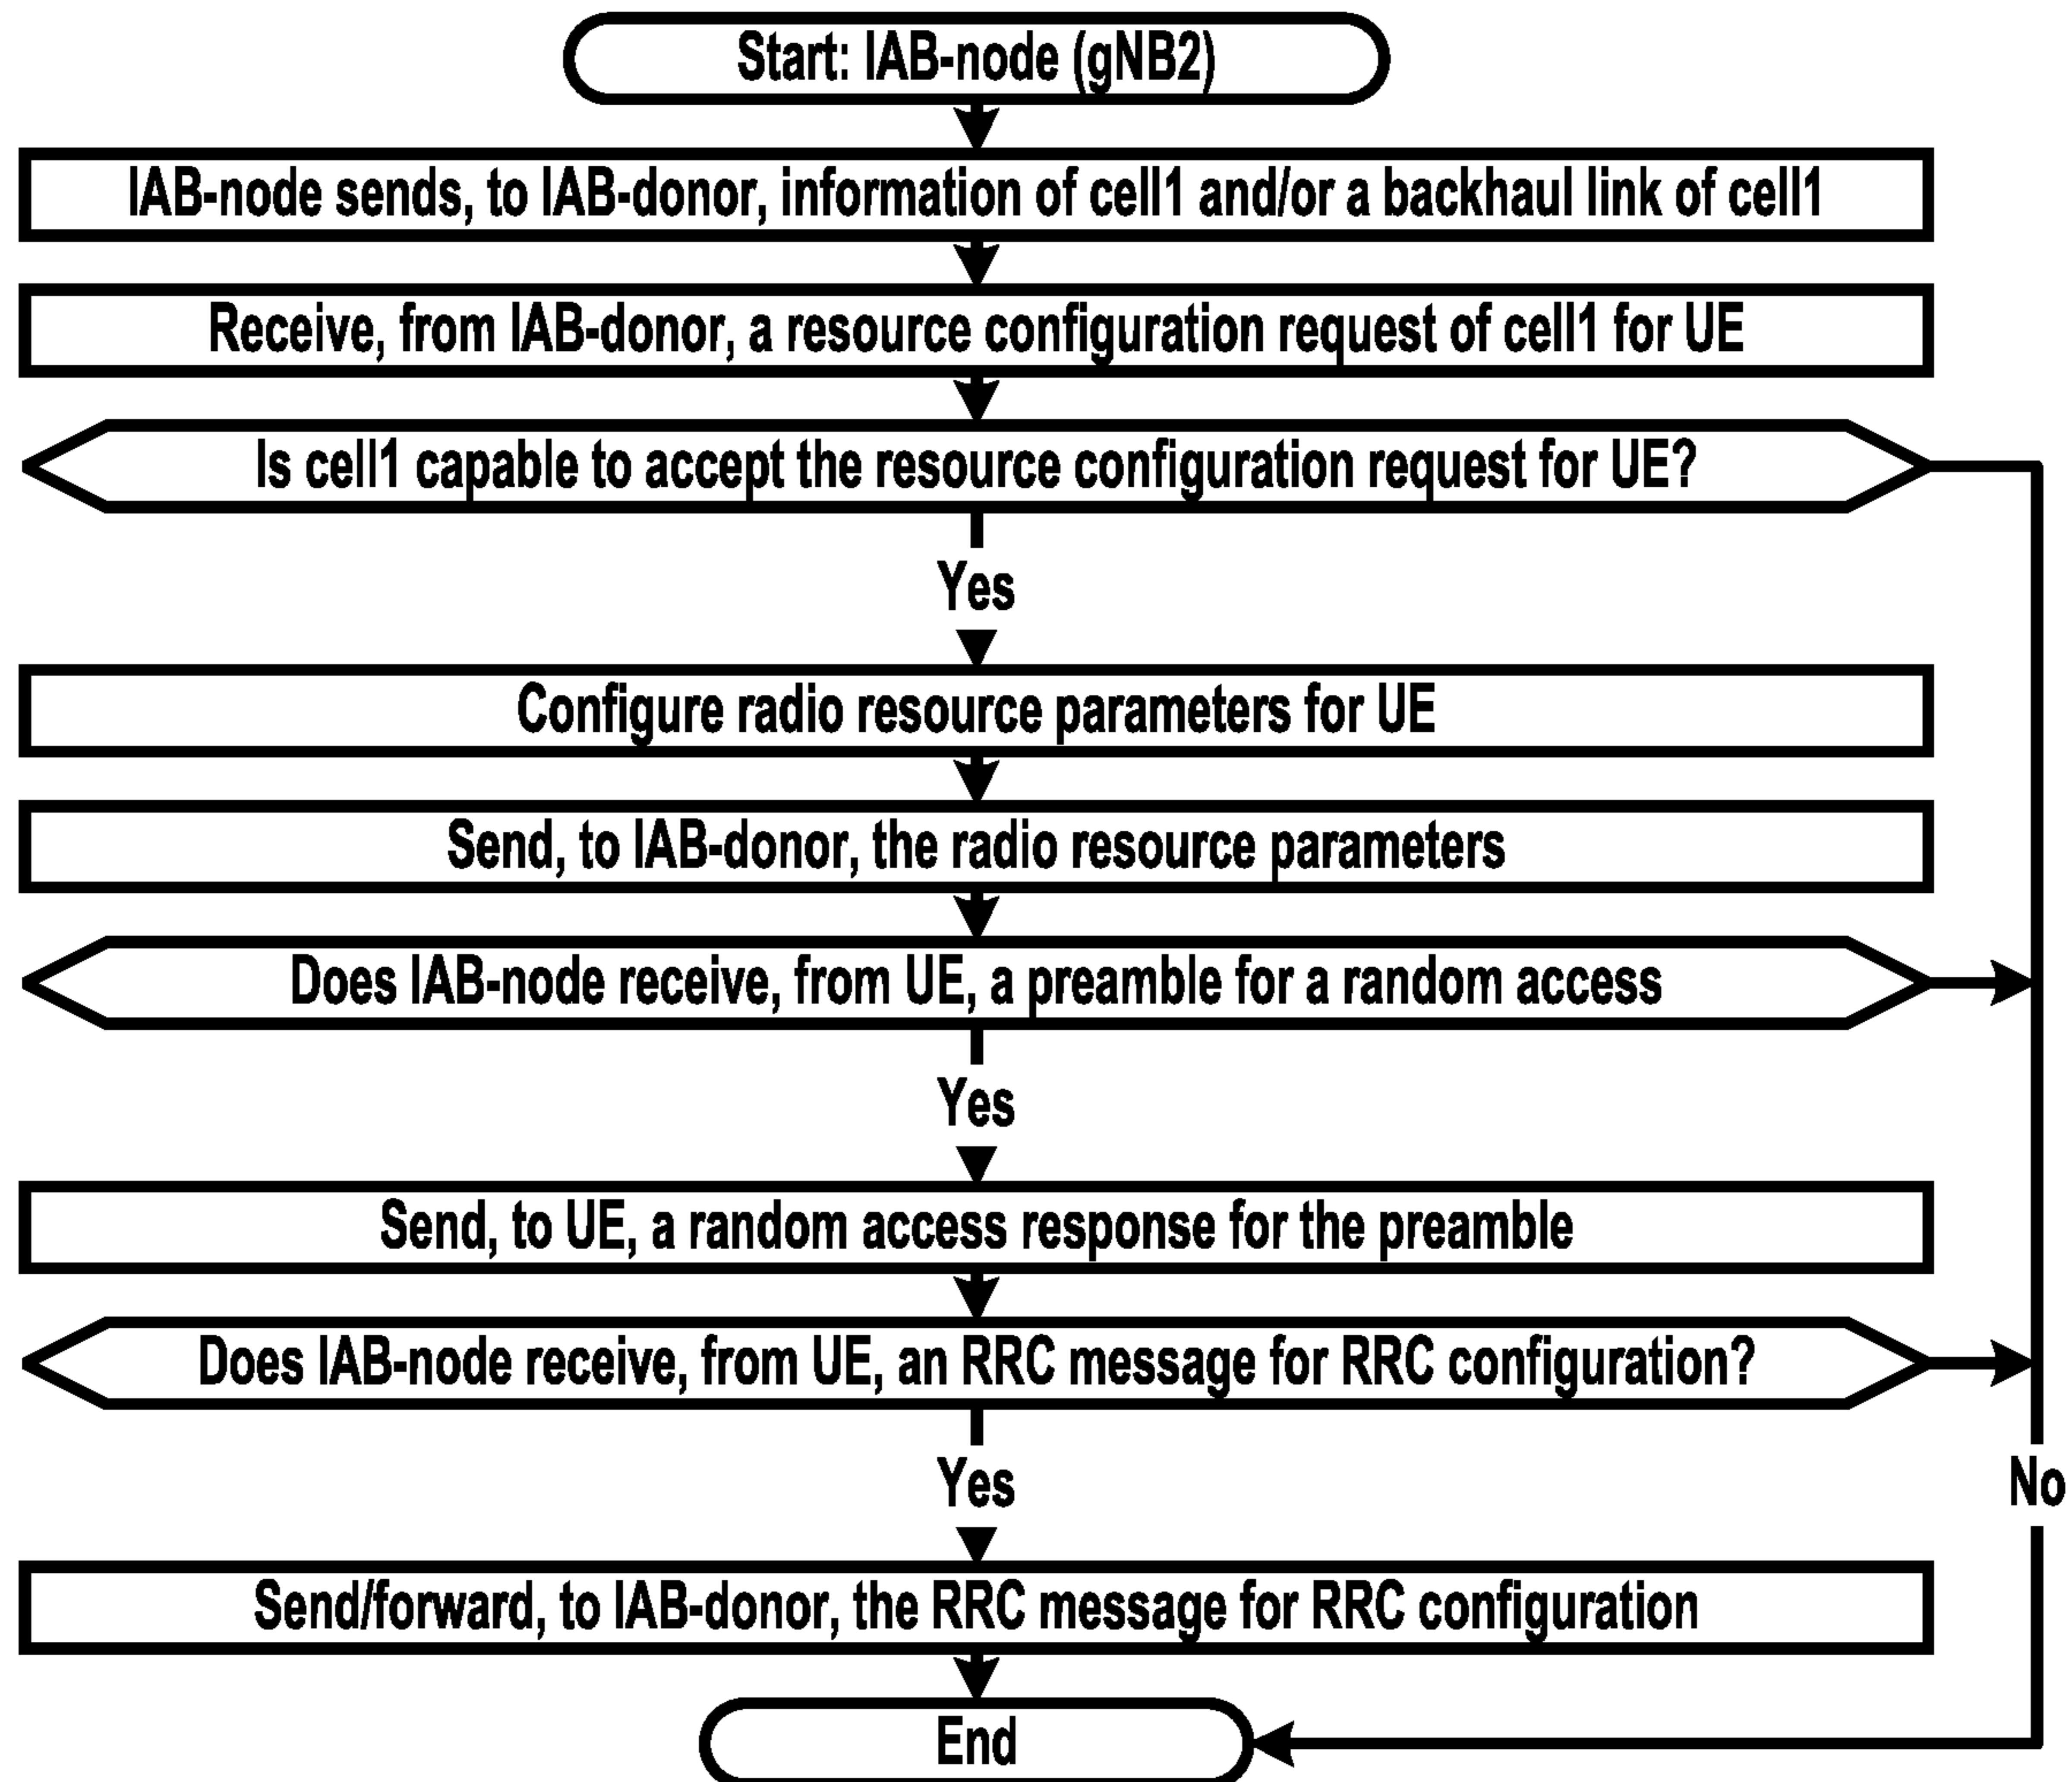 Start: IAB-node (gNB2)
IAB-node sends, to IAB-donor, information of cell1 and/or a backhaul link of cell1
Receive, from IAB-donor, a resource configuration request of cell1 for UE
Is cell1 capable to accept the resource configuration request for UE?
Yes
Configure radio resource parameters for UE
Send, to IAB-donor, the radio resource parameters
Does IAB-node receive, from UE, a preamble for a random access
Yes
Send, to UE, a random access response for the preamble
Does IAB-node receive, from UE, an RRC message for RRC configuration?
Yes
No
Send/forward, to IAB-donor, the RRC message for RRC configuration
End